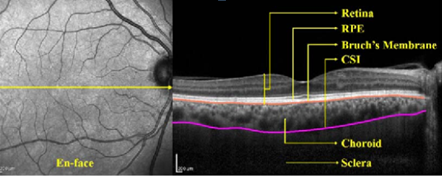 Retina
RPE
Bruch's Membrane
CSI
Choroid
Sclera
En-face